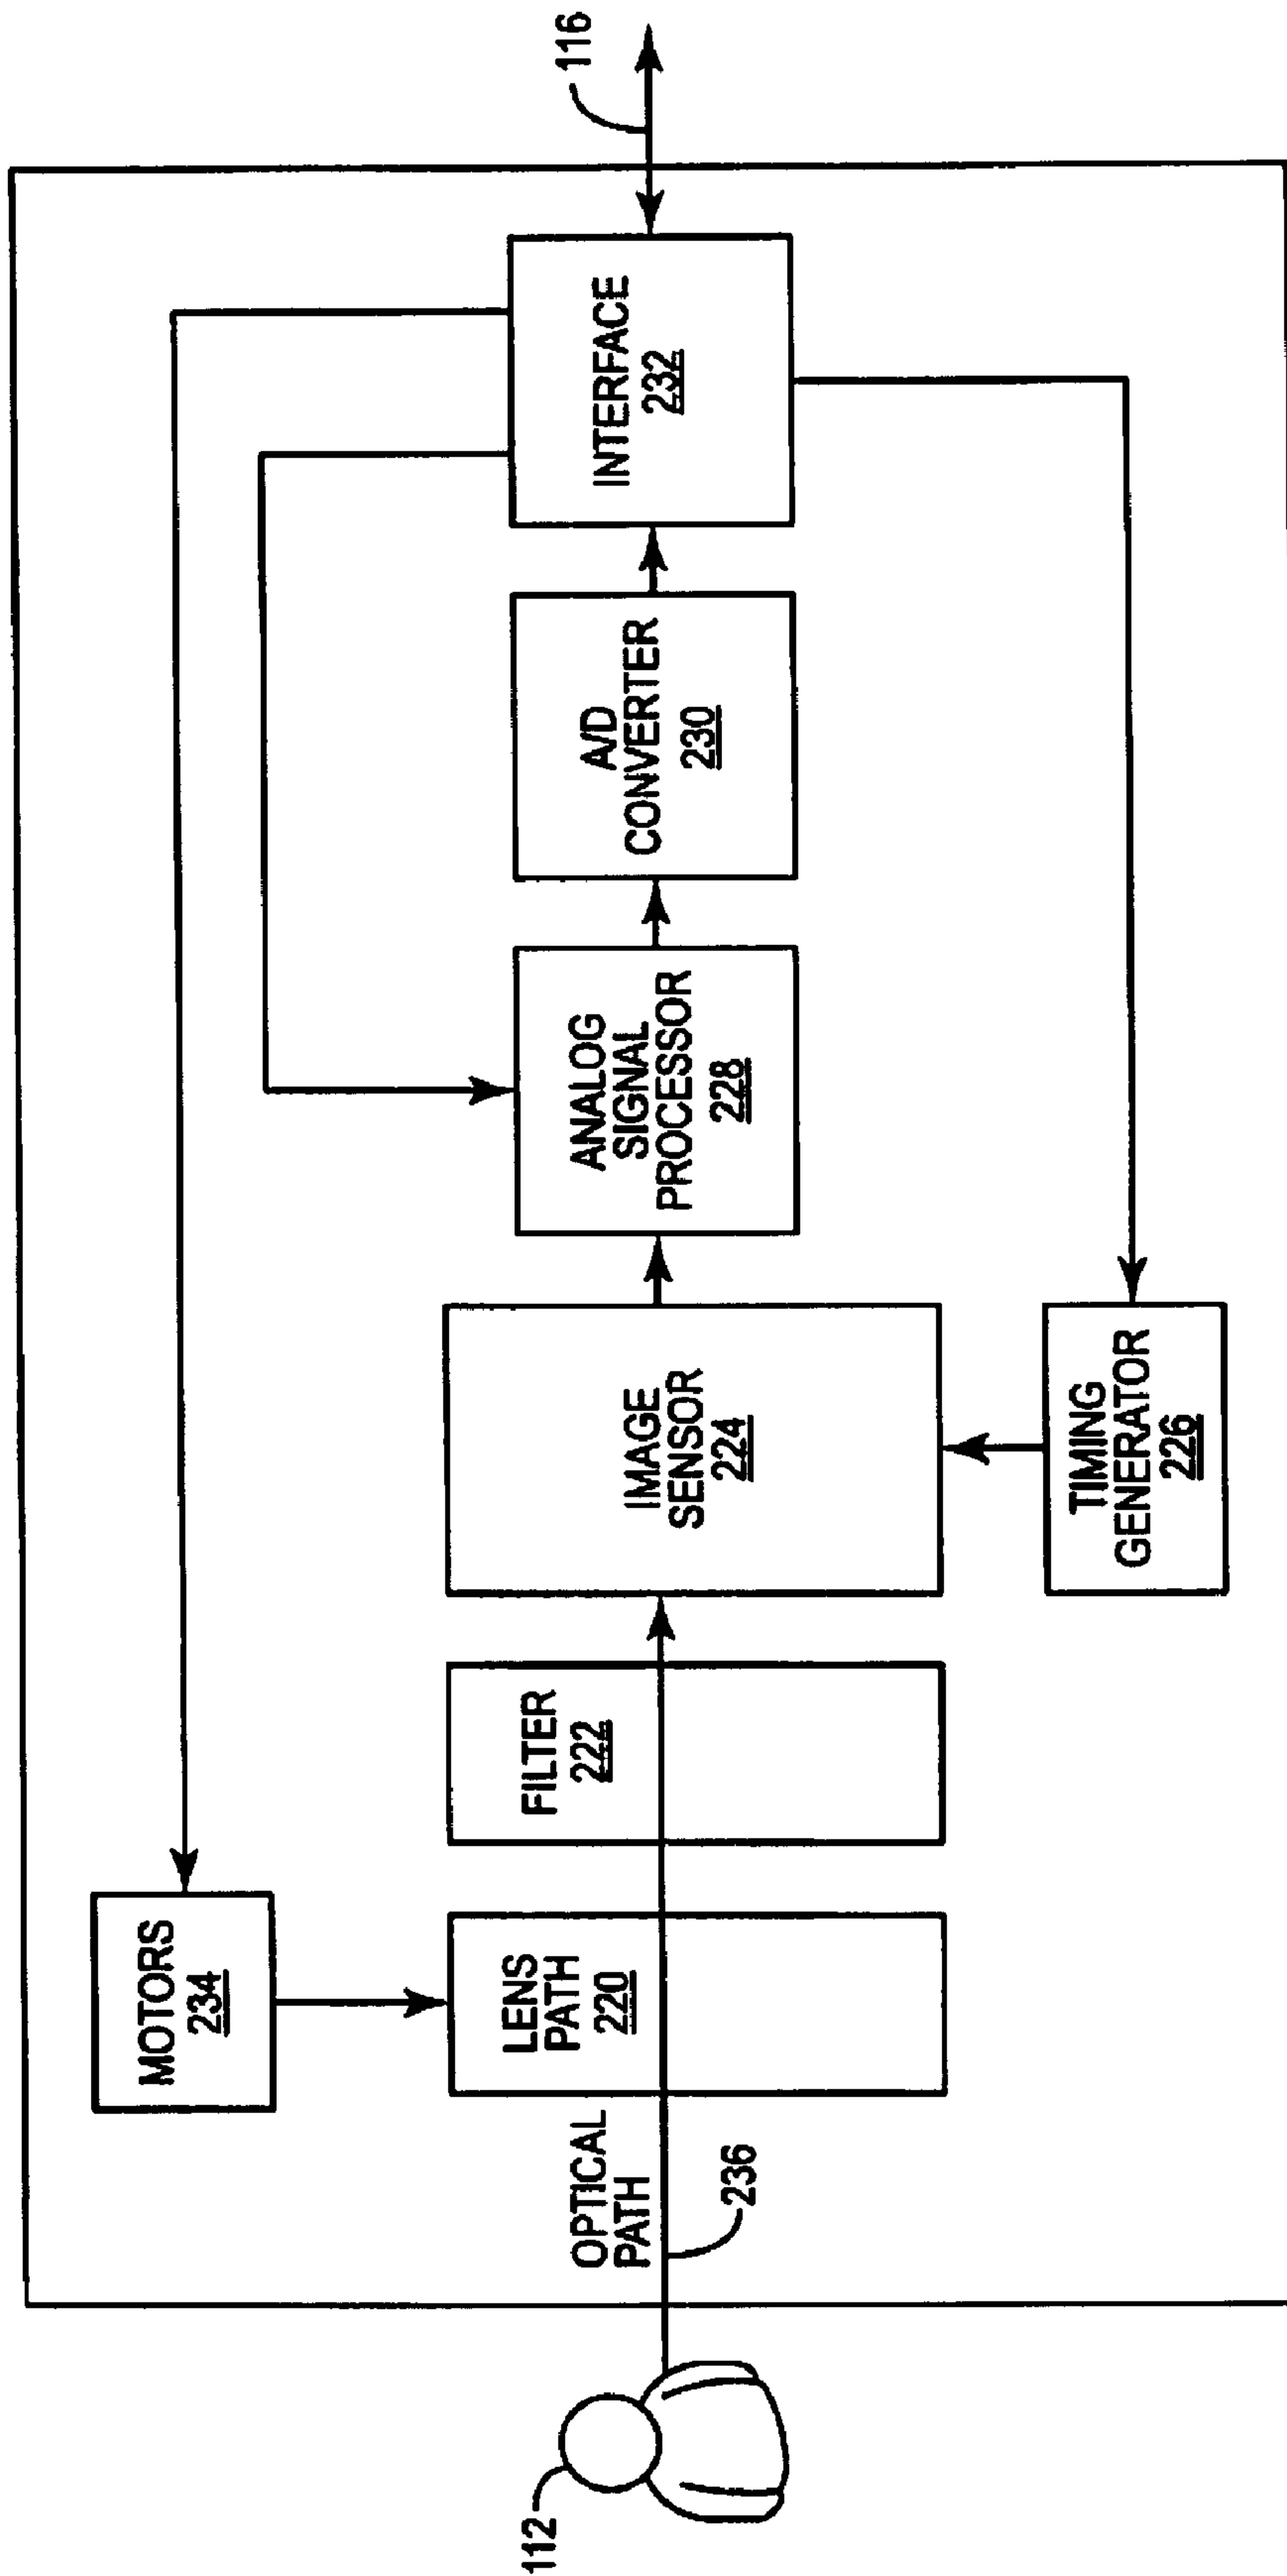 112
OPTICAL
PATH
236
MOTORS
234
LENS
PATH
220
FILTER
222
IMAGE
SENSOR
224
TIMING
GENERATOR
226
ANALOG
SIGNAL
PROCESSOR
228
A/D
CONVERTER
230
INTERFACE
232
116